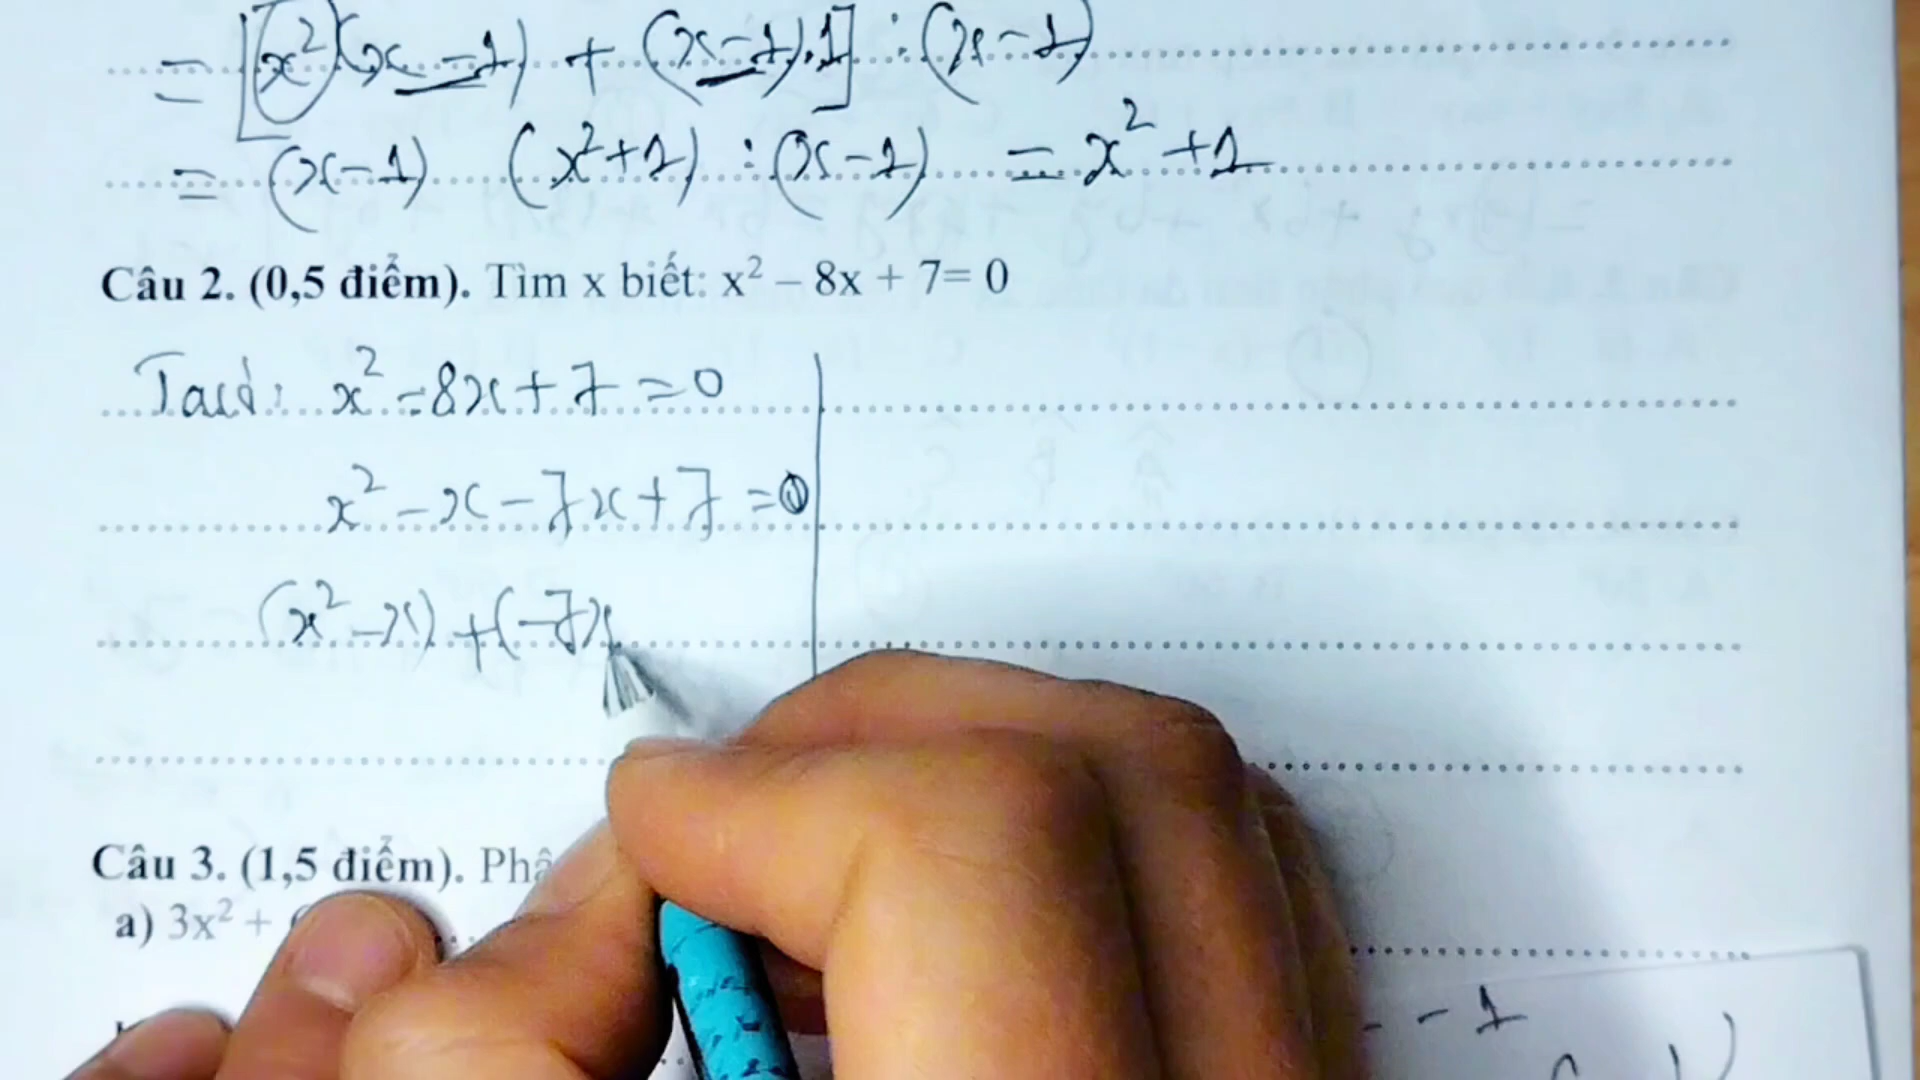 = [x²(x-1) + (x-1).1] : (x-1)
= (x-1) (x²+1) : (x-1) = x²+1
Câu 2. (0,5 điểm). Tìm x biết: x² – 8x + 7= 0
Ta có: x² - 8x + 7 = 0
x² - x - 7x + 7 = 0
(x² - x) + (-7x
Câu 3. (1,5 điểm). Phâ
a) 3x² +
- - 1